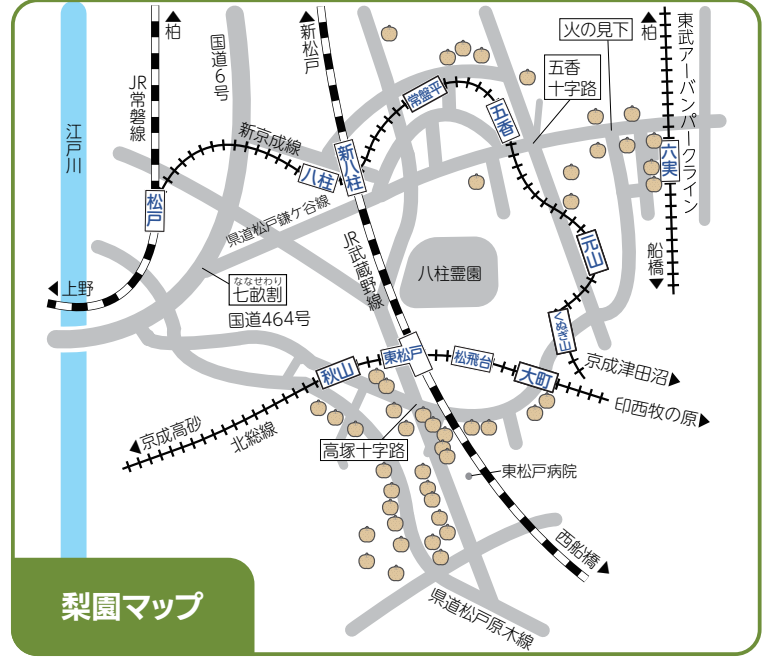 柏
新松戸
柏
東武アーバンパークライン
火の見下
五香
十字路
国道6号
JR常磐線
江戸川
新京成線
常盤平
五香
八柱
新八柱
六実
松戸
県道松戸鎌ケ谷線
JR武蔵野線
八柱霊園
元山
船橋
上野
ななせわり
七畝割
国道464号
くぬぎ山
東松戸
松飛台
秋山
大町
京成津田沼
印西牧の原
京成高砂
北総線
高塚十字路
東松戸病院
西船橋
県道松戸原木線
梨園マップ